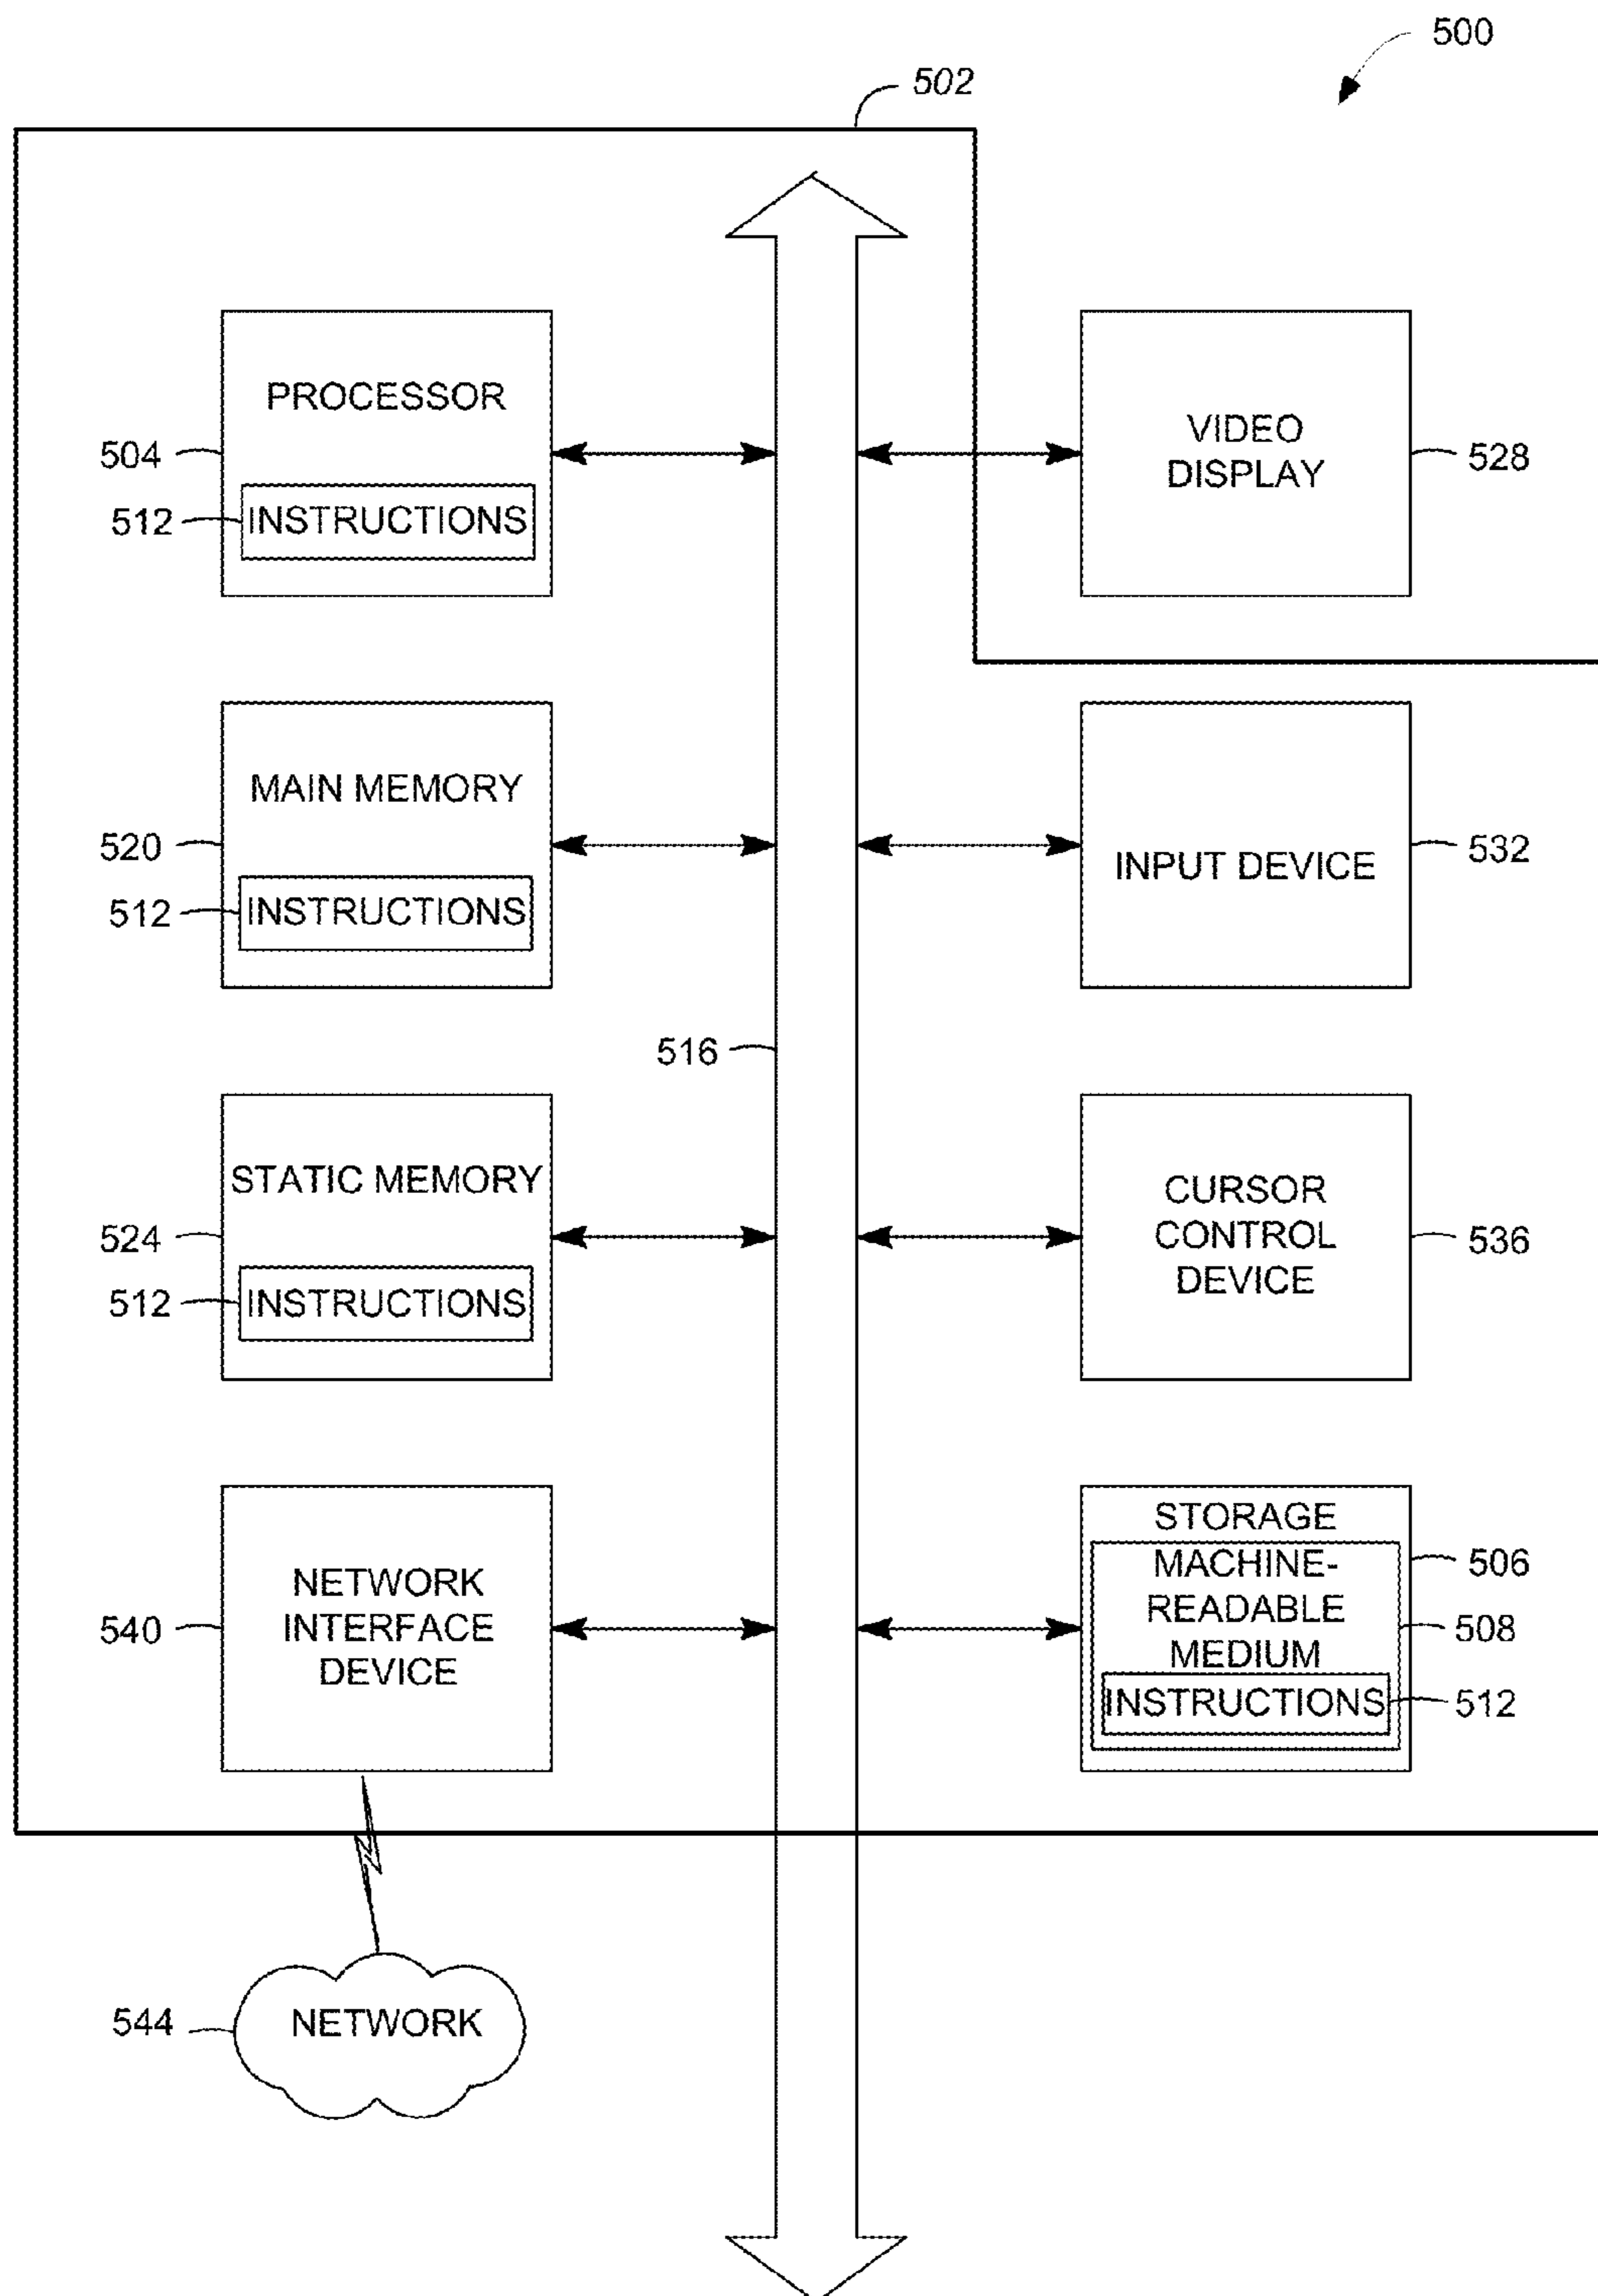 500
502
PROCESSOR
504
512
INSTRUCTIONS
VIDEO
DISPLAY
528
MAIN MEMORY
520
512
INSTRUCTIONS
INPUT DEVICE
532
516
STATIC MEMORY
524
512
INSTRUCTIONS
CURSOR
CONTROL
DEVICE
536
NETWORK
INTERFACE
DEVICE
540
STORAGE
MACHINE-
READABLE
MEDIUM
INSTRUCTIONS
506
508
512
544
NETWORK